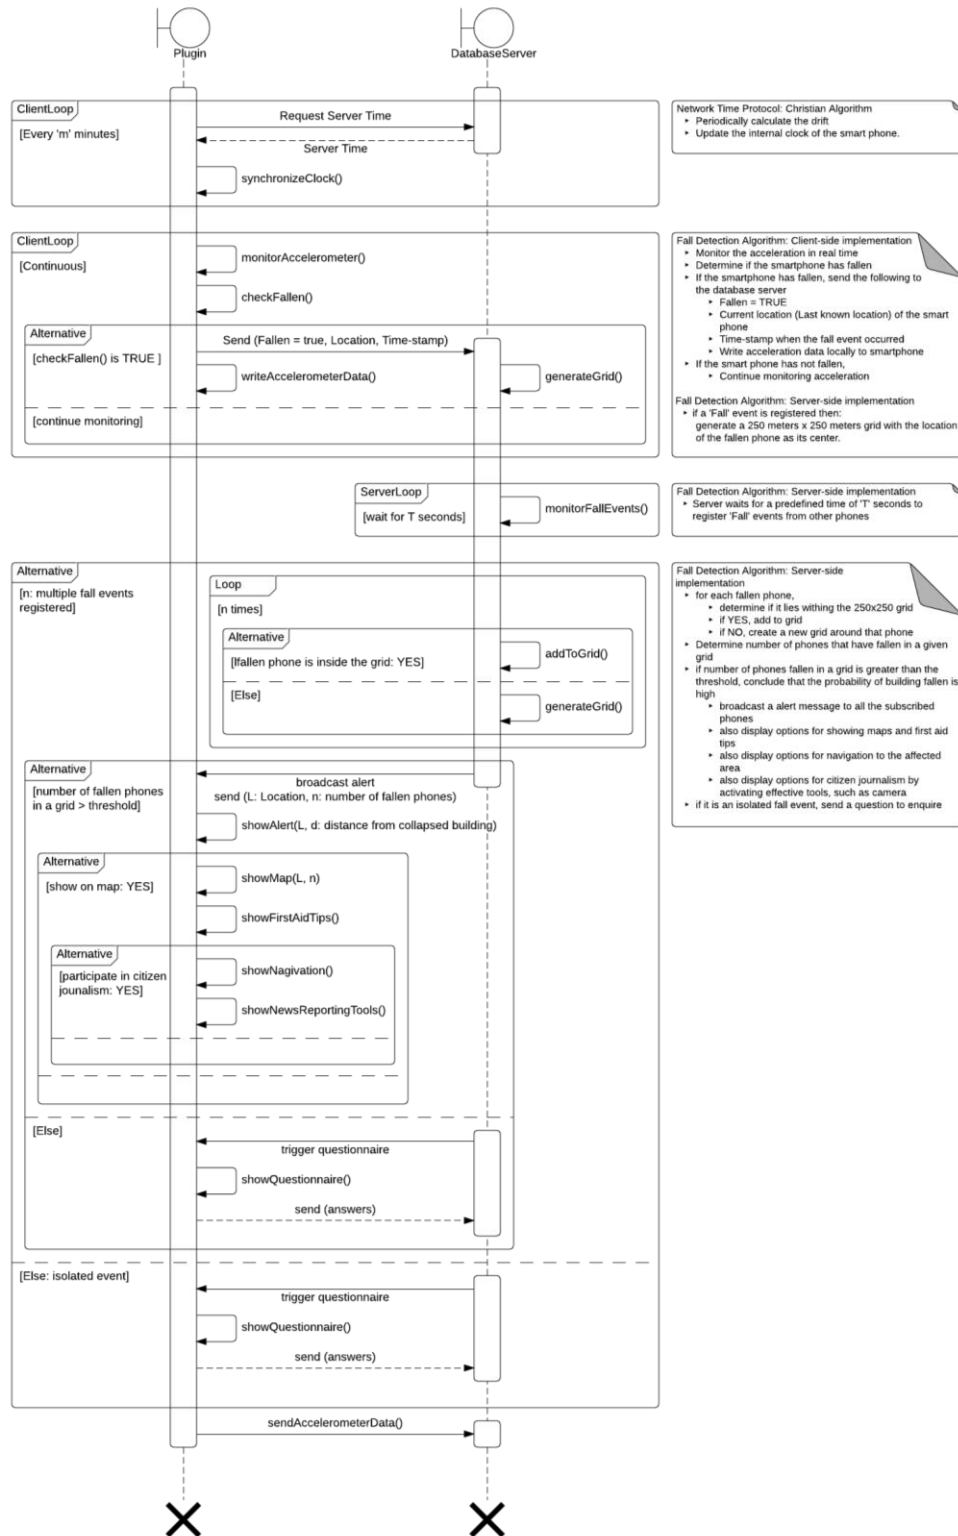 Plugin
DatabaseServer
ClientLoop
[Every 'm' minutes]
Request Server Time
Server Time
synchronizeClock()
Network Time Protocol: Christian Algorithm
▸ Periodically calculate the drift
▸ Update the internal clock of the smart phone.
ClientLoop
[Continuous]
monitorAccelerometer()
checkFallen()
Alternative
[checkFallen() is TRUE ]
Send (Fallen = true, Location, Time-stamp)
writeAccelerometerData()
generateGrid()
[continue monitoring]
Fall Detection Algorithm: Client-side implementation
▸ Monitor the acceleration in real time
▸ Determine if the smartphone has fallen
▸ If the smartphone has fallen, send the following to
the database server
▸ Fallen = TRUE
▸ Current location (Last known location) of the smart
phone
▸ Time-stamp when the fall event occurred
▸ Write acceleration data locally to smartphone
▸ If the smart phone has not fallen,
▸ Continue monitoring acceleration
Fall Detection Algorithm: Server-side implementation
▸ if a 'Fall' event is registered then:
generate a 250 meters x 250 meters grid with the location
of the fallen phone as its center.
ServerLoop
[wait for T seconds]
monitorFallEvents()
Fall Detection Algorithm: Server-side implementation
▸ Server waits for a predefined time of 'T' seconds to
register 'Fall' events from other phones
Alternative
[n: multiple fall events
registered]
Loop
[n times]
Alternative
[Ifallen phone is inside the grid: YES]
addToGrid()
[Else]
generateGrid()
Fall Detection Algorithm: Server-side
implementation
▸ for each fallen phone,
▸ determine if it lies withing the 250x250 grid
▸ if YES, add to grid
▸ if NO, create a new grid around that phone
▸ Determine number of phones that have fallen in a given
grid
▸ if number of phones fallen in a grid is greater than the
threshold, conclude that the probability of building fallen is
high
▸ broadcast a alert message to all the subscribed
phones
▸ also display options for showing maps and first aid
tips
▸ also display options for navigation to the affected
area
▸ also display options for citizen journalism by
activating effective tools, such as camera
▸ if it is an isolated fall event, send a question to enquire
Alternative
[number of fallen phones
in a grid > threshold]
broadcast alert
send (L: Location, n: number of fallen phones)
showAlert(L, d: distance from collapsed building)
Alternative
[show on map: YES]
showMap(L, n)
showFirstAidTips()
Alternative
[participate in citizen
jounalism: YES]
showNagivation()
showNewsReportingTools()
[Else]
trigger questionnaire
showQuestionnaire()
send (answers)
[Else: isolated event]
trigger questionnaire
showQuestionnaire()
send (answers)
sendAccelerometerData()